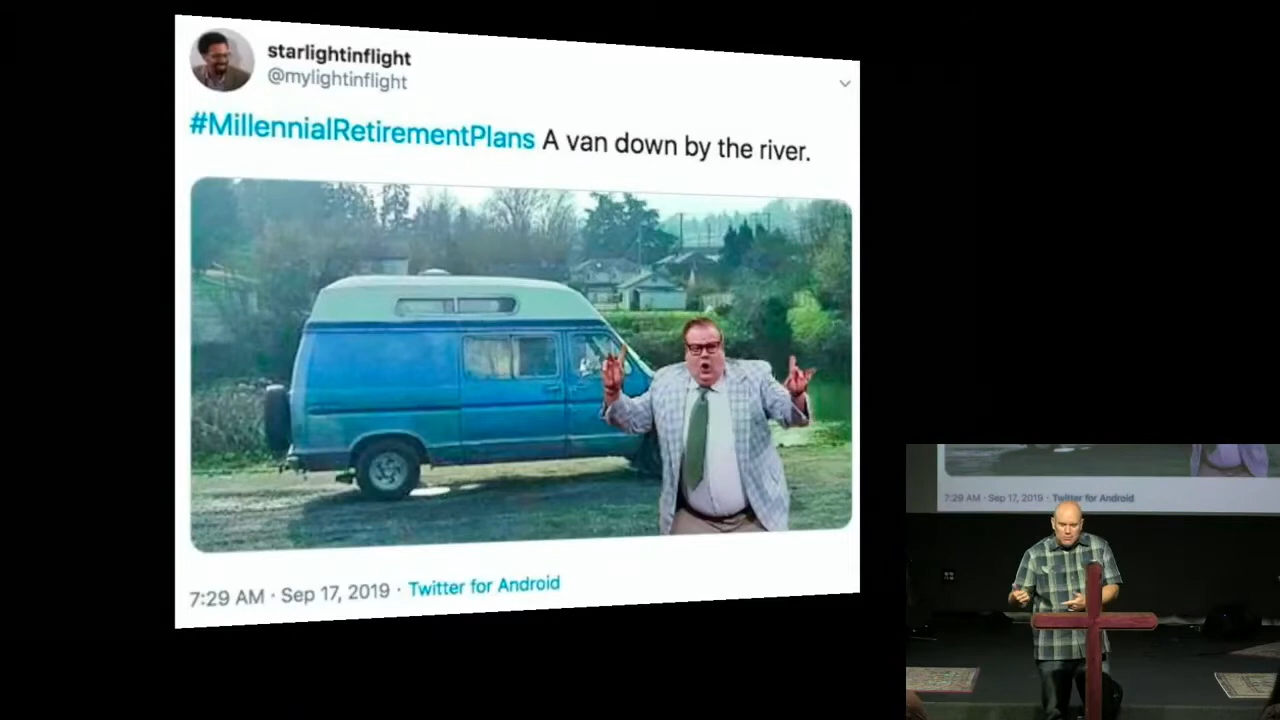 starlightinflight
@mylightinflight
#MillennialRetirementPlans A van down by the river.
7:29 AM · Sep 17, 2019 · Twitter for Android
7:29 AM · Sep 17, 2019 · Twitter for Android